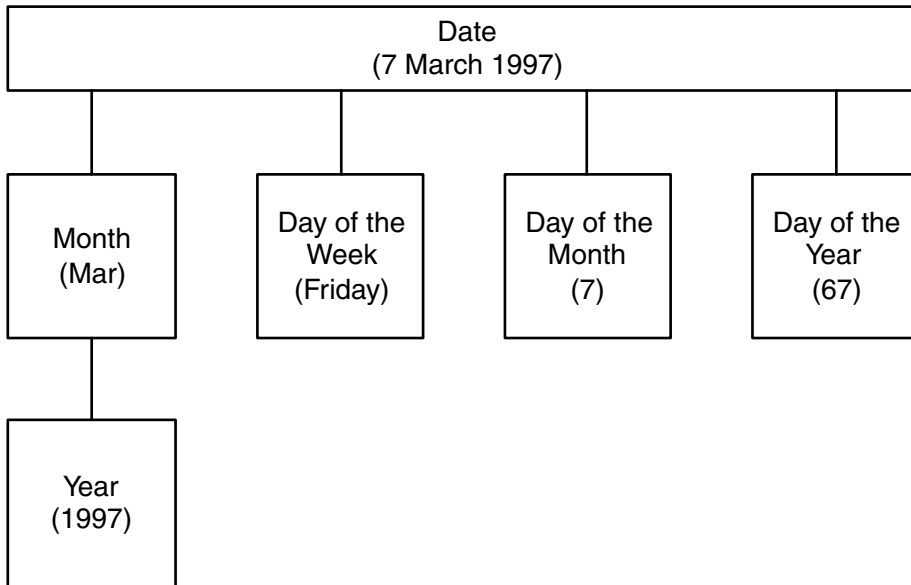 Date
(7 March 1997)
Month
(Mar)
Day of the
Week
(Friday)
Day of the
Month
(7)
Day of the
Year
(67)
Year
(1997)